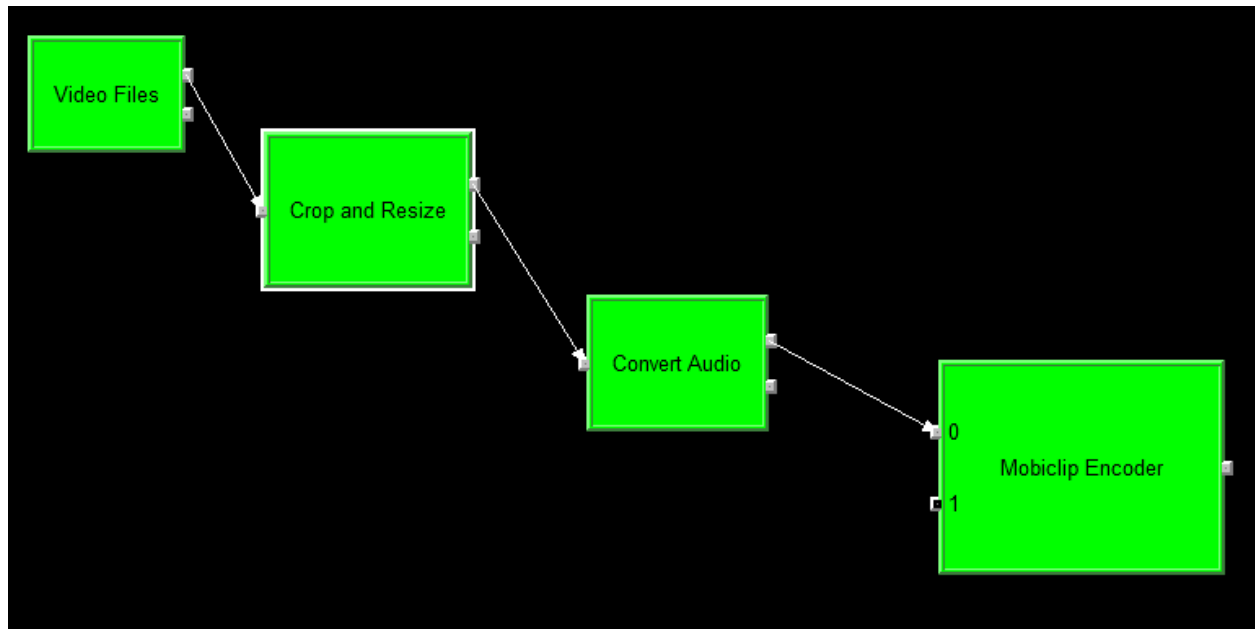 Video Files
Crop and Resize
Convert Audio
0
Mobiclip Encoder
1